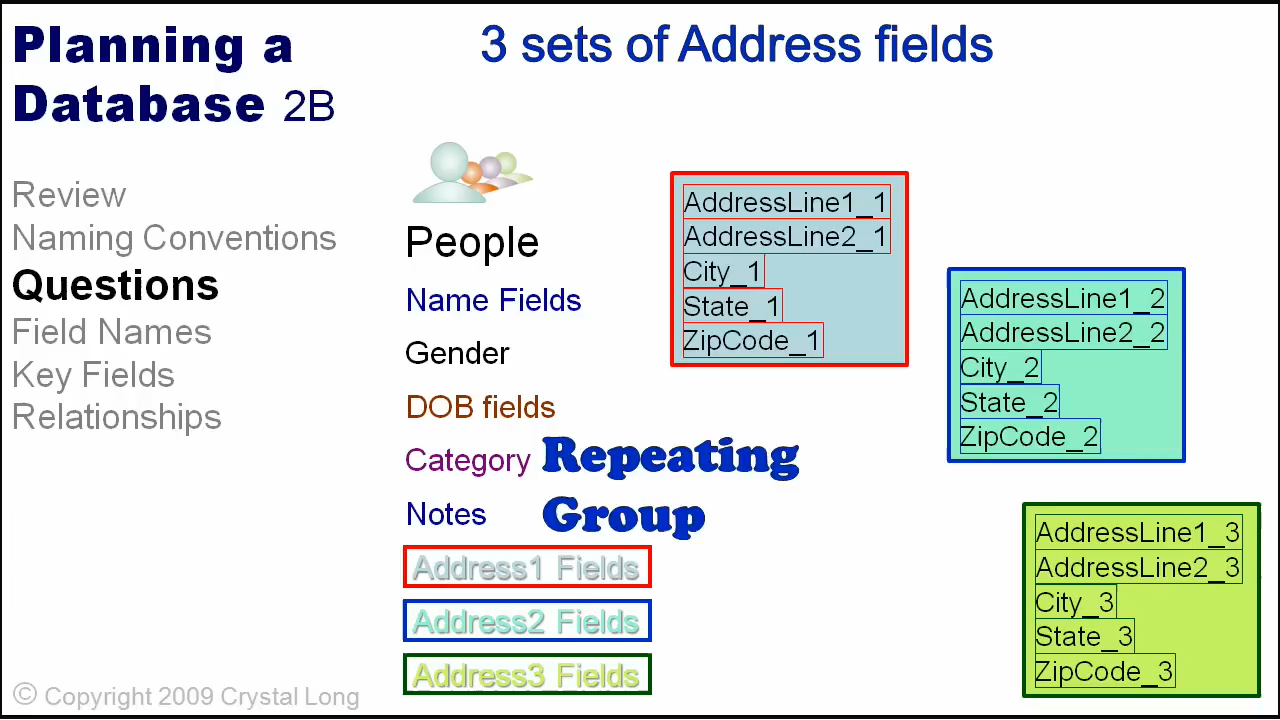 Planning a
Database 2B
3 sets of Address fields
Review
Naming Conventions
Questions
Field Names
Key Fields
Relationships
People
Name Fields
Gender
DOB fields
Category
Notes
Repeating
Group
Address1 Fields
Address2 Fields
Address3 Fields
AddressLine1_1
AddressLine2_1
City_1
State_1
ZipCode_1
AddressLine1_2
AddressLine2_2
City_2
State_2
ZipCode_2
AddressLine1_3
AddressLine2_3
City_3
State_3
ZipCode_3
© Copyright 2009 Crystal Long